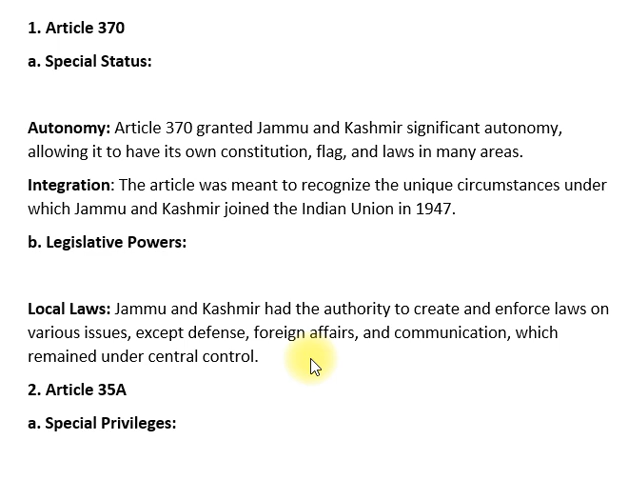 1. Article 370
a. Special Status:
Autonomy: Article 370 granted Jammu and Kashmir significant autonomy,
allowing it to have its own constitution, flag, and laws in many areas.
Integration: The article was meant to recognize the unique circumstances under
which Jammu and Kashmir joined the Indian Union in 1947.
b. Legislative Powers:
Local Laws: Jammu and Kashmir had the authority to create and enforce laws on
various issues, except defense, foreign affairs, and communication, which
remained under central control.
2. Article 35A
a. Special Privileges: